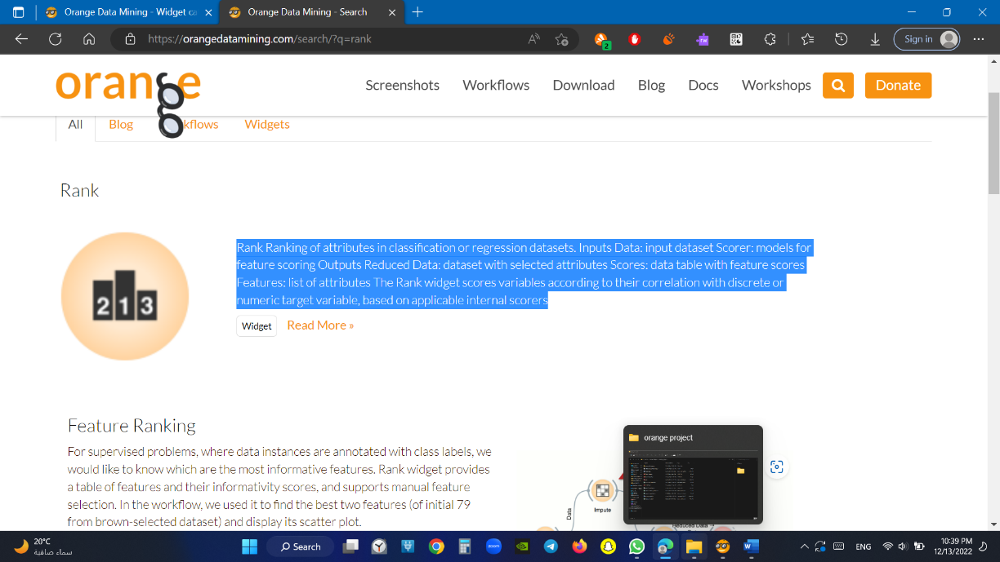 Orange Data Mining - Widget ca
Orange Data Mining - Search
https://orangedatamining.com/search/?q=rank
2
rw
Sign in
orange
Screenshots
Workflows
Download
Blog
Docs
Workshops
Donate
All
Blog
kflows
Widgets
Rank
213
Rank Ranking of attributes in classification or regression datasets. Inputs Data: input dataset Scorer: models for
feature scoring Outputs Reduced Data: dataset with selected attributes Scores: data table with feature scores
Features: list of attributes The Rank widget scores variables according to their correlation with discrete or
numeric target variable, based on applicable internal scorers
Widget
Read More »
Feature Ranking
For supervised problems, where data instances are annotated with class labels, we
would like to know which are the most informative features. Rank widget provides
a table of features and their informativity scores, and supports manual feature
selection. In the workflow, we used it to find the best two features (of initial 79
from brown-selected dataset) and display its scatter plot.
orange project
Data
Impute
Reduced Data
20°C
سماء صافية
Search
zoom
ENG
10:39 PM
12/13/2022